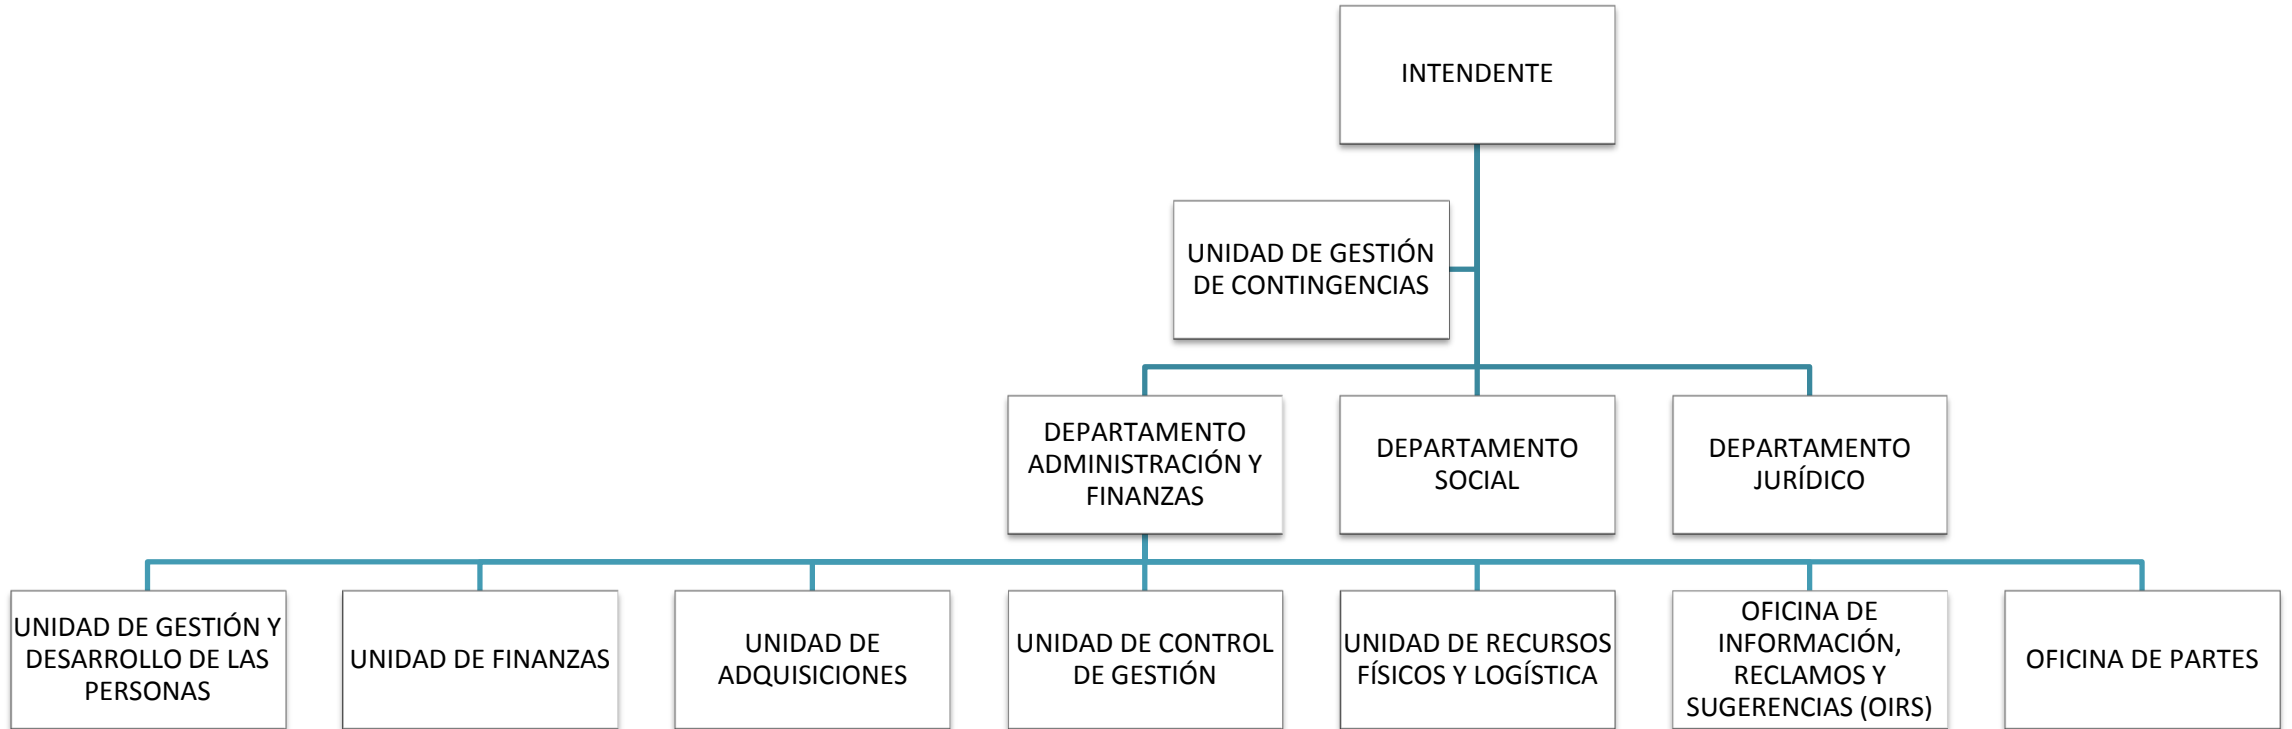 INTENDENTE
UNIDAD DE GESTIÓN
DE CONTINGENCIAS
DEPARTAMENTO
ADMINISTRACIÓN Y
FINANZAS
DEPARTAMENTO
SOCIAL
DEPARTAMENTO
JURÍDICO
UNIDAD DE GESTIÓN Y
DESARROLLO DE LAS
PERSONAS
UNIDAD DE FINANZAS
UNIDAD DE
ADQUISICIONES
UNIDAD DE CONTROL
DE GESTIÓN
UNIDAD DE RECURSOS
FÍSICOS Y LOGÍSTICA
OFICINA DE
INFORMACIÓN,
RECLAMOS Y
SUGERENCIAS (OIRS)
OFICINA DE PARTES